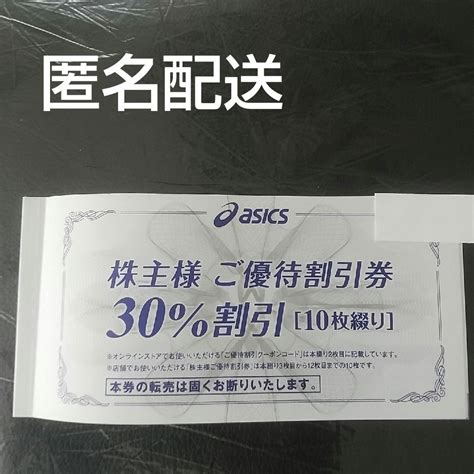 匿名配送
asics
株主様 ご優待割引券
30%割引 [10枚綴り]
※オンラインストアでお使いいただける「ご優待割引クーポンコード」は本綴り2枚目に記載しています。
※店舗でお使いいただける「株主様ご優待割引券」は本綴り3枚目から12枚目までの10枚です。
本券の転売は固くお断りいたします。